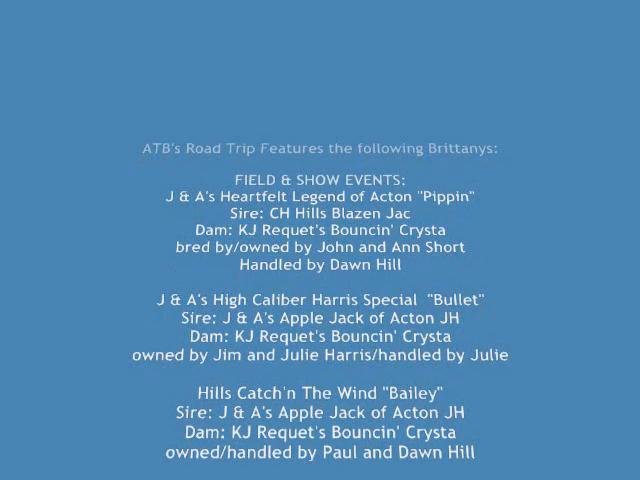 ATB's Road Trip Features the following Brittanys:
FIELD & SHOW EVENTS:
J & A's Heartfelt Legend of Acton "Pippin"
Sire: CH Hills Blazen Jac
Dam: KJ Requet's Bouncin' Crysta
bred by/owned by John and Ann Short
Handled by Dawn Hill
J & A's High Caliber Harris Special "Bullet"
Sire: J & A's Apple Jack of Acton JH
Dam: KJ Requet's Bouncin' Crysta
owned by Jim and Julie Harris/handled by Julie
Hills Catch'n The Wind "Bailey"
Sire: J & A's Apple Jack of Acton JH
Dam: KJ Requet's Bouncin' Crysta
owned/handled by Paul and Dawn Hill